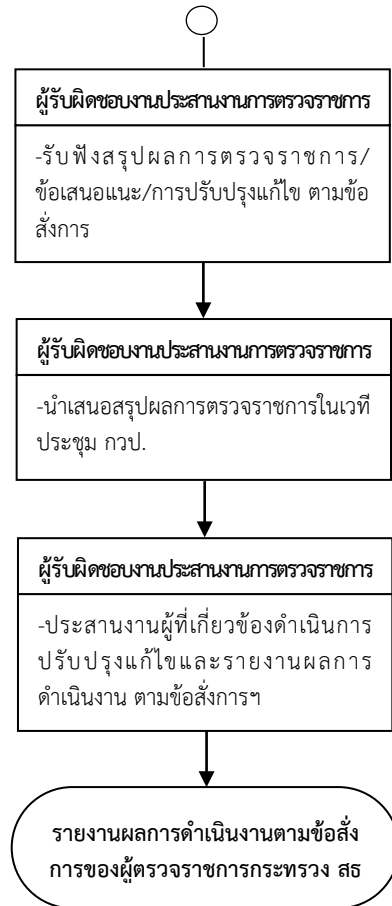 ผู้รับผิดชอบงานประสานงานการตรวจราชการ
-รับฟังสรุปผลการตรวจราชการ/
ข้อเสนอแนะ/การปรับปรุงแก้ไข ตามข้อ
สั่งการ
ผู้รับผิดชอบงานประสานงานการตรวจราชการ
-นำเสนอสรุปผลการตรวจราชการในเวที
ประชุม กวป.
ผู้รับผิดชอบงานประสานงานการตรวจราชการ
-ประสานงานผู้ที่เกี่ยวข้องดำเนินการ
ปรับปรุงแก้ไขและรายงานผลการ
ดำเนินงาน ตามข้อสั่งการฯ
รายงานผลการดำเนินงานตามข้อสั่ง
การของผู้ตรวจราชการกระทรวง สธ